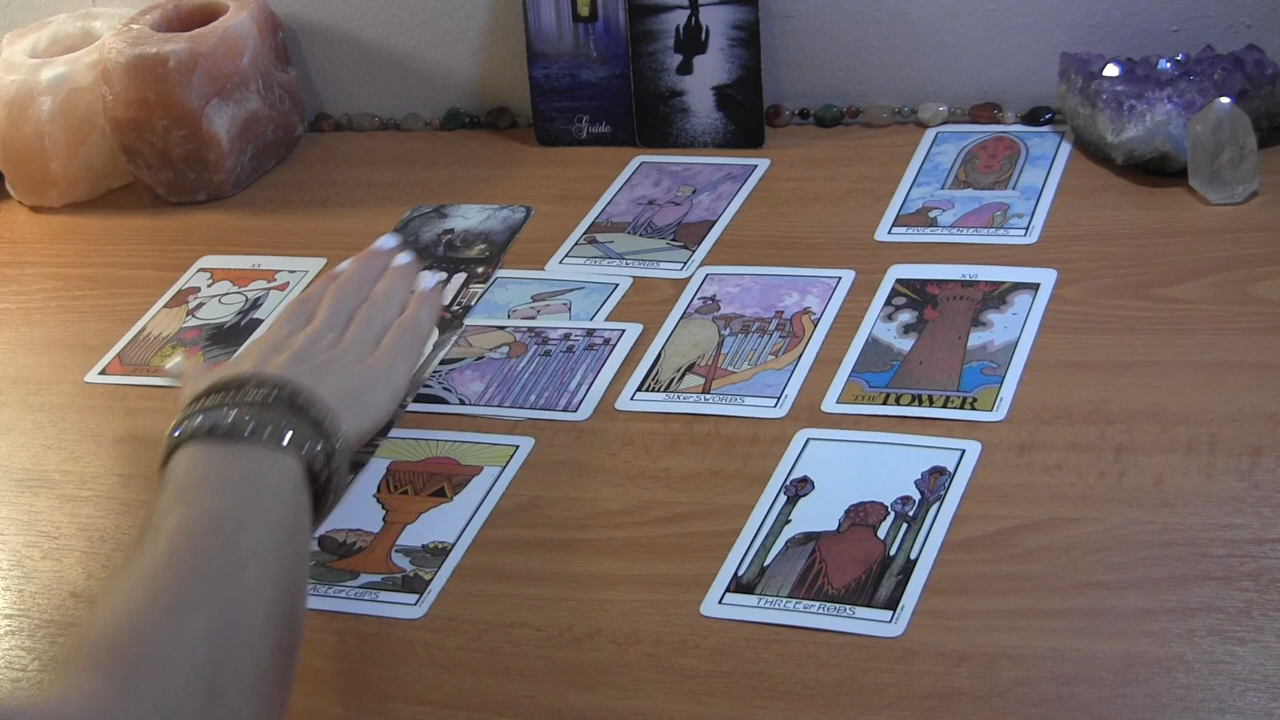 Guide
FIVE OF PENTACLES
FIVE OF SWORDS
XX
XVI
SIX OF SWORDS
THE TOWER
ACE OF CUPS
THREE OF RODS